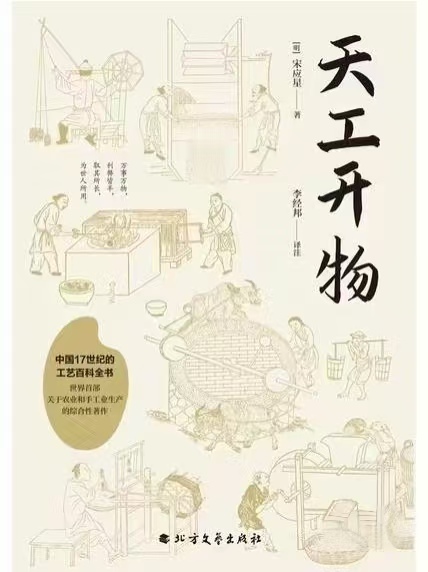 天工开物
[明] 宋应星 著
李经邦 译注
万事万物，
利弊皆半，
取其所长，
为世人所用。
中国17世纪的
工艺百科全书
世界首部
关于农业和手工业生产
的综合性著作
北方文艺出版社